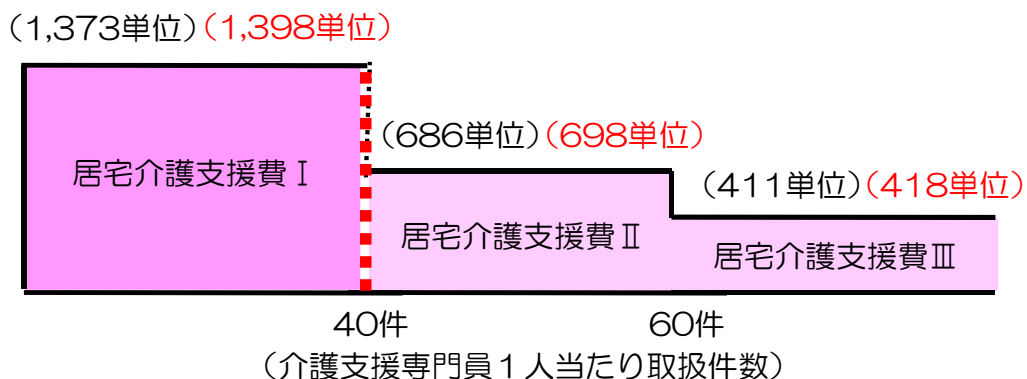 （1,373単位）（1,398単位）
（686単位）（698単位）
（411単位）（418単位）
居宅介護支援費Ⅰ
居宅介護支援費Ⅱ
居宅介護支援費Ⅲ
40件
60件
（介護支援専門員１人当たり取扱件数）